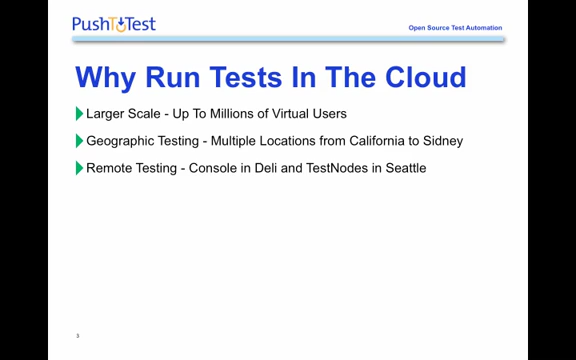 PushToTest
Open Source Test Automation
Why Run Tests In The Cloud
Larger Scale - Up To Millions of Virtual Users
Geographic Testing - Multiple Locations from California to Sidney
Remote Testing - Console in Deli and TestNodes in Seattle
3